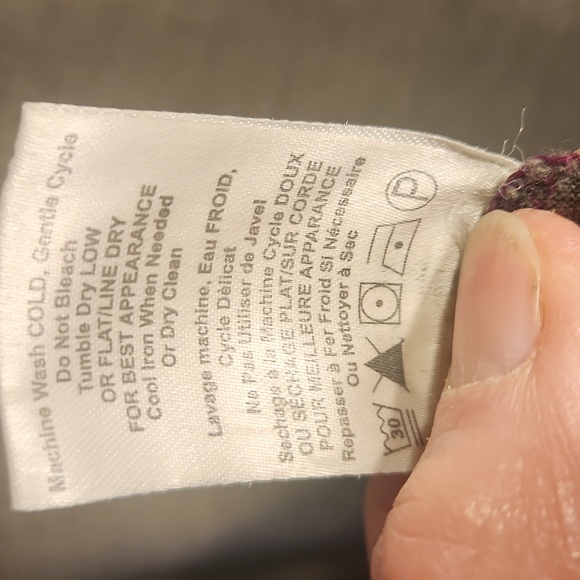 Machine Wash COLD, Gentle Cycle
Do Not Bleach
Tumble Dry LOW
OR FLAT/LINE DRY
FOR BEST APPEARANCE
Cool Iron When Needed
Or Dry Clean
Lavage machine, Eau FROID,
Cycle Délicat
Ne Pas Utiliser de Javel
Sechage à la Machine Cycle DOUX
OU SÉCHAGE PLAT/SUR CORDE
POUR MEILLEURE APPARANCE
Repasser à Fer Froid Si Nécessaire
Ou Nettoyer à Sec
30 P